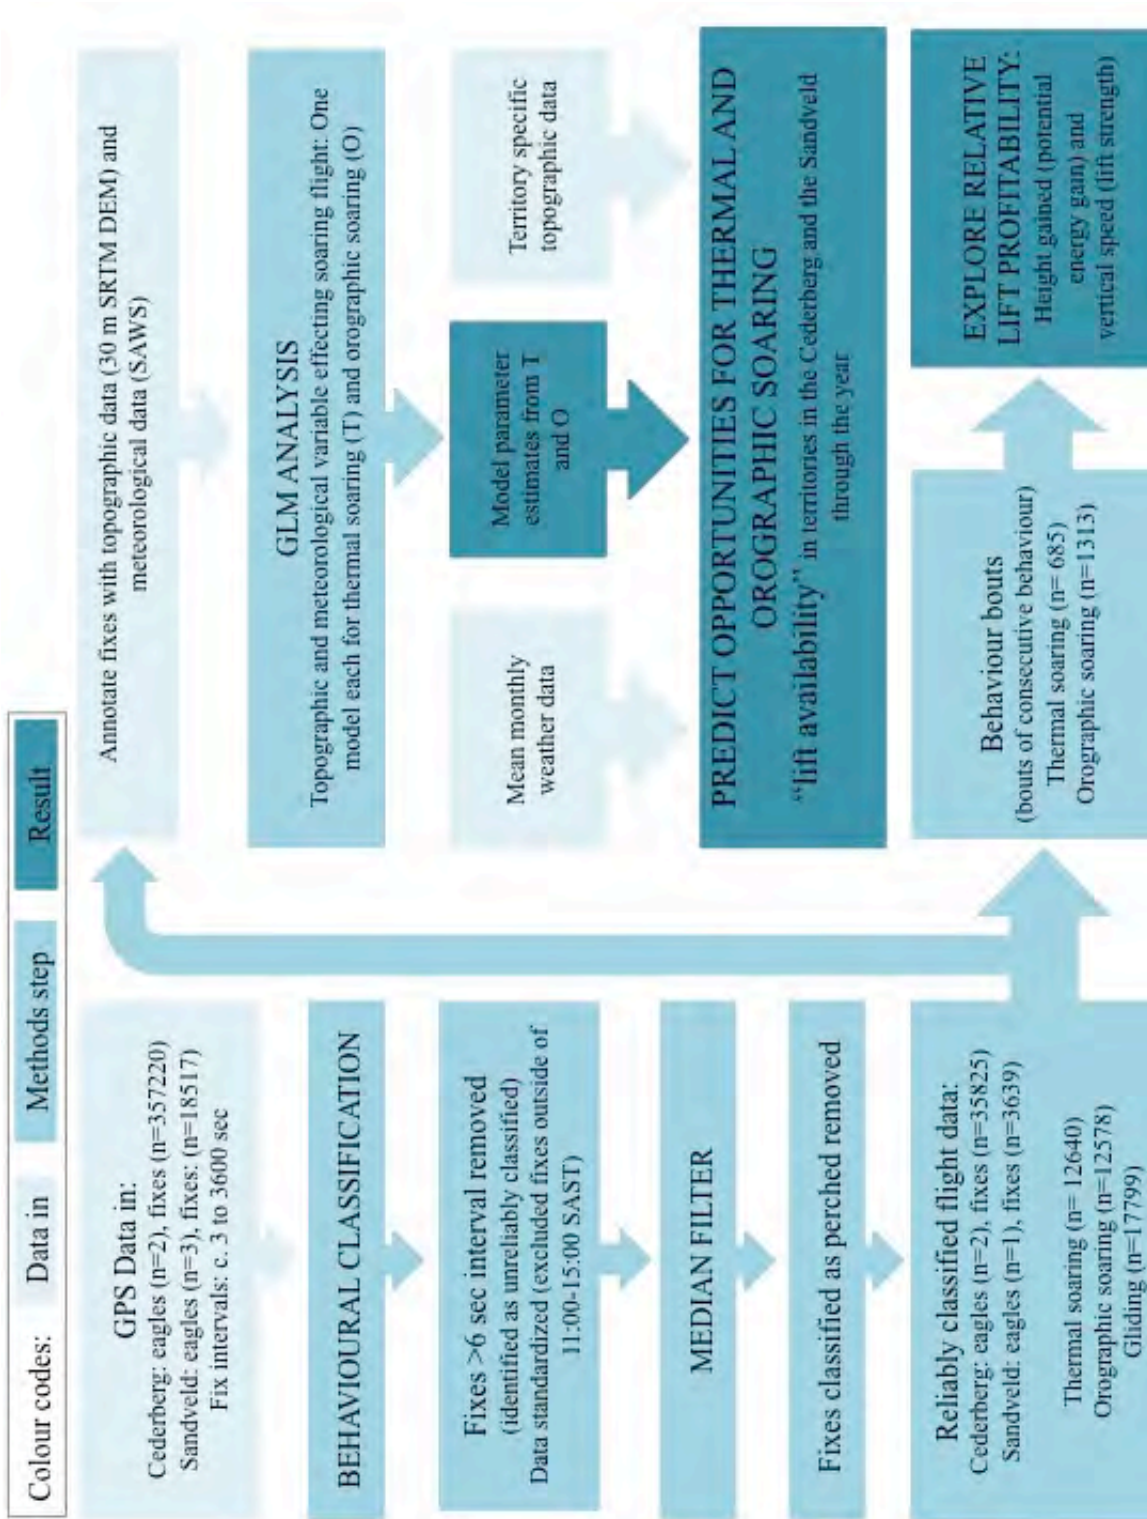 Colour codes:
Data in
Methods step
Result
GPS Data in:
Cederberg: eagles (n=2), fixes (n=357220)
Sandveld: eagles (n=3), fixes: (n=18517)
Fix intervals: c. 3 to 3600 sec
BEHAVIOURAL CLASSIFICATION
Fixes >6 sec interval removed
(identified as unreliably classified)
Data standardized (excluded fixes outside of
11:00-15:00 SAST)
MEDIAN FILTER
Fixes classified as perched removed
Reliably classified flight data:
Cederberg: eagles (n=2), fixes (n=35825)
Sandveld: eagles (n=1), fixes (n=3639)
Thermal soaring (n= 12640)
Orographic soaring (n=12578)
Gliding (n=17799)
Annotate fixes with topographic data (30 m SRTM DEM) and
meteorological data (SAWS)
GLM ANALYSIS
Topographic and meteorological variable effecting soaring flight: One
model each for thermal soaring (T) and orographic soaring (O)
Mean monthly
weather data
Model parameter
estimates from T
and O
Territory specific
topographic data
PREDICT OPPORTUNITIES FOR THERMAL AND
OROGRAPHIC SOARING
“lift availability” in territories in the Cederberg and the Sandveld
through the year
Behaviour bouts
(bouts of consecutive behaviour)
Thermal soaring (n= 685)
Orographic soaring (n=1313)
EXPLORE RELATIVE
LIFT PROFITABILITY:
Height gained (potential
energy gain) and
vertical speed (lift strength)